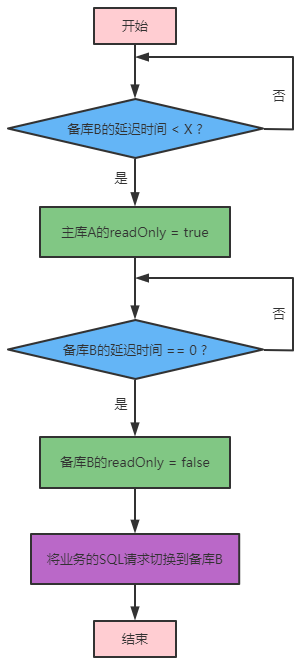 开始
否
备库B的延迟时间 < X ?
是
主库A的readOnly = true
否
备库B的延迟时间 == 0 ?
是
备库B的readOnly = false
将业务的SQL请求切换到备库B
结束